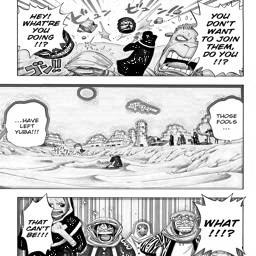 YOU
DON'T
WANT
TO JOIN
THEM,
DO YOU
!!?
HEY!
WHAT'RE
YOU
DOING
!!?
THOSE
FOOLS
...
...HAVE
LEFT
YUBA!!!
WHAT
!!!?
THAT
CAN'T
BE!!!